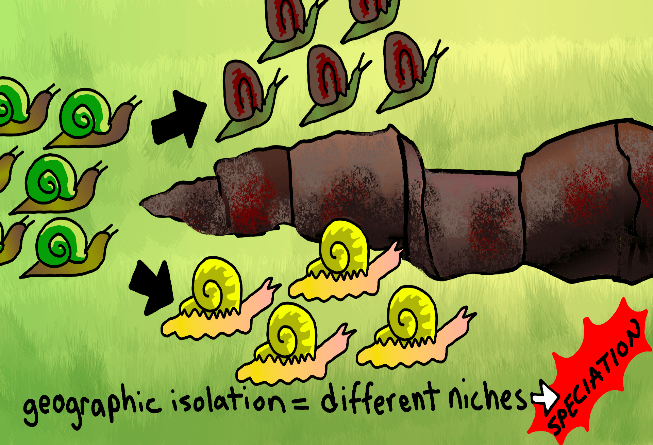 geographic isolation = different niches
SPECIATION